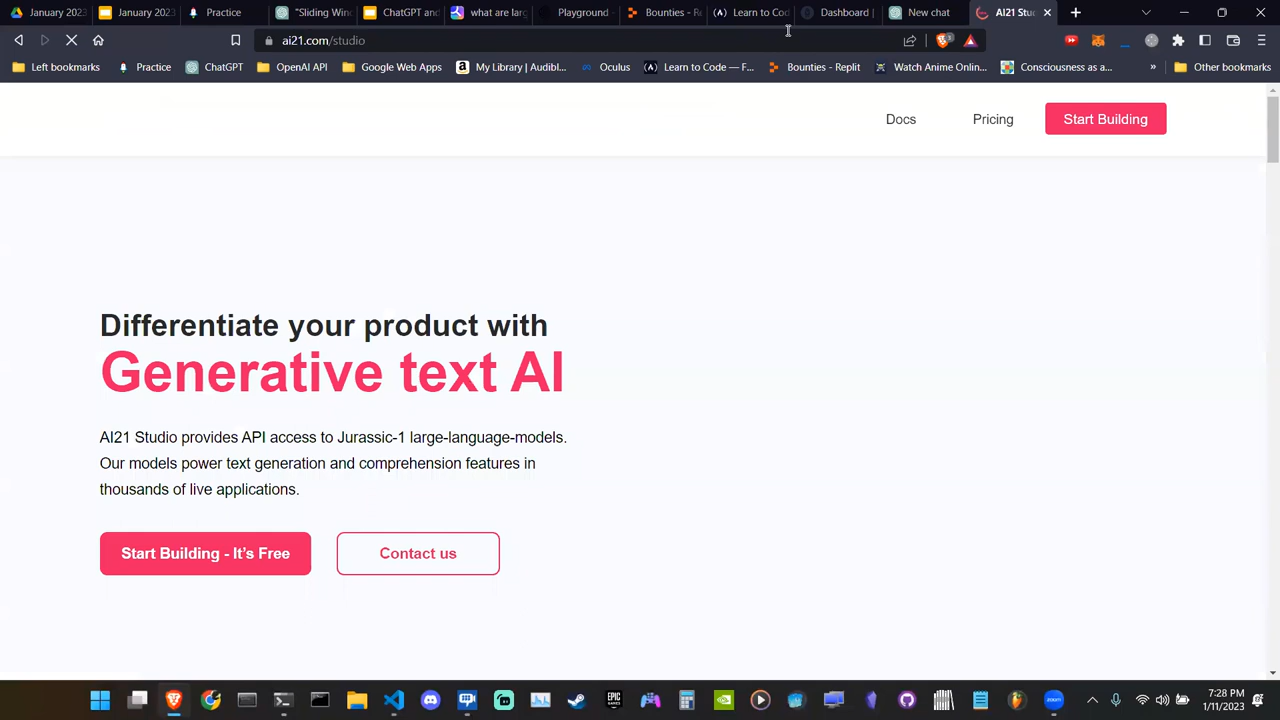 January 2023
January 2023
Practice
"Sliding Wind
ChatGPT and
what are larg
Playground -
Bounties - Re
Learn to Cod
Dashboard |
New chat
AI21 Stu
ai21.com/studio
Left bookmarks
Practice
ChatGPT
OpenAI API
Google Web Apps
My Library | Audibl...
Oculus
Learn to Code — F...
Bounties - Replit
Watch Anime Onlin...
Consciousness as a...
»
Other bookmarks
Docs
Pricing
Start Building
Differentiate your product with
Generative text AI
AI21 Studio provides API access to Jurassic-1 large-language-models.
Our models power text generation and comprehension features in
thousands of live applications.
Start Building - It's Free
Contact us
7:28 PM
1/11/2023